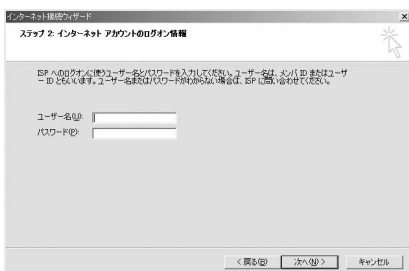 インターネット接続ウィザード
ステップ 2: インターネット アカウントのログオン情報
ISP へのログオンに使うユーザー名とパスワードを入力してください。ユーザー名は、メンバ ID またはユーザ
ー ID ともいいます。ユーザー名またはパスワードがわからない場合は、ISP に問い合わせてください。
ユーザー名(U):
パスワード(P):
< 戻る(B)
次へ(N) >
キャンセル